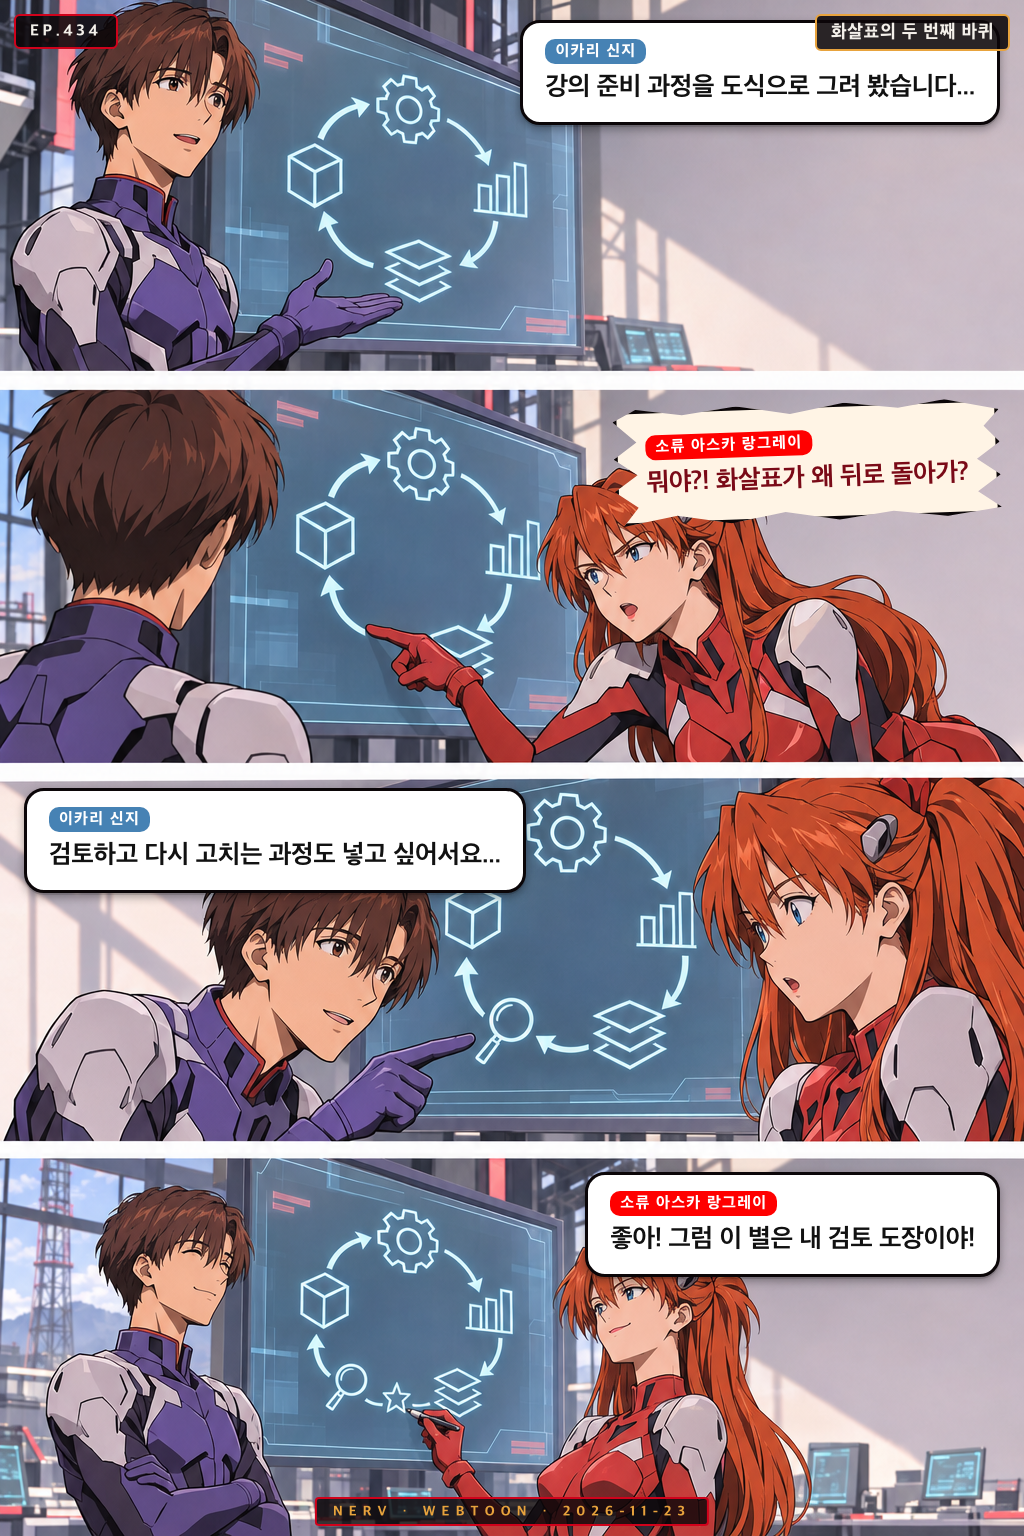 EP.434
화살표의 두 번째 바퀴
이카리 신지
강의 준비 과정을 도식으로 그려 봤습니다...
소류 아스카 랑그레이
뭐야?! 화살표가 왜 뒤로 돌아가?
이카리 신지
검토하고 다시 고치는 과정도 넣고 싶어서요...
소류 아스카 랑그레이
좋아! 그럼 이 별은 내 검토 도장이야!
NERV · WEBTOON · 2026-11-23